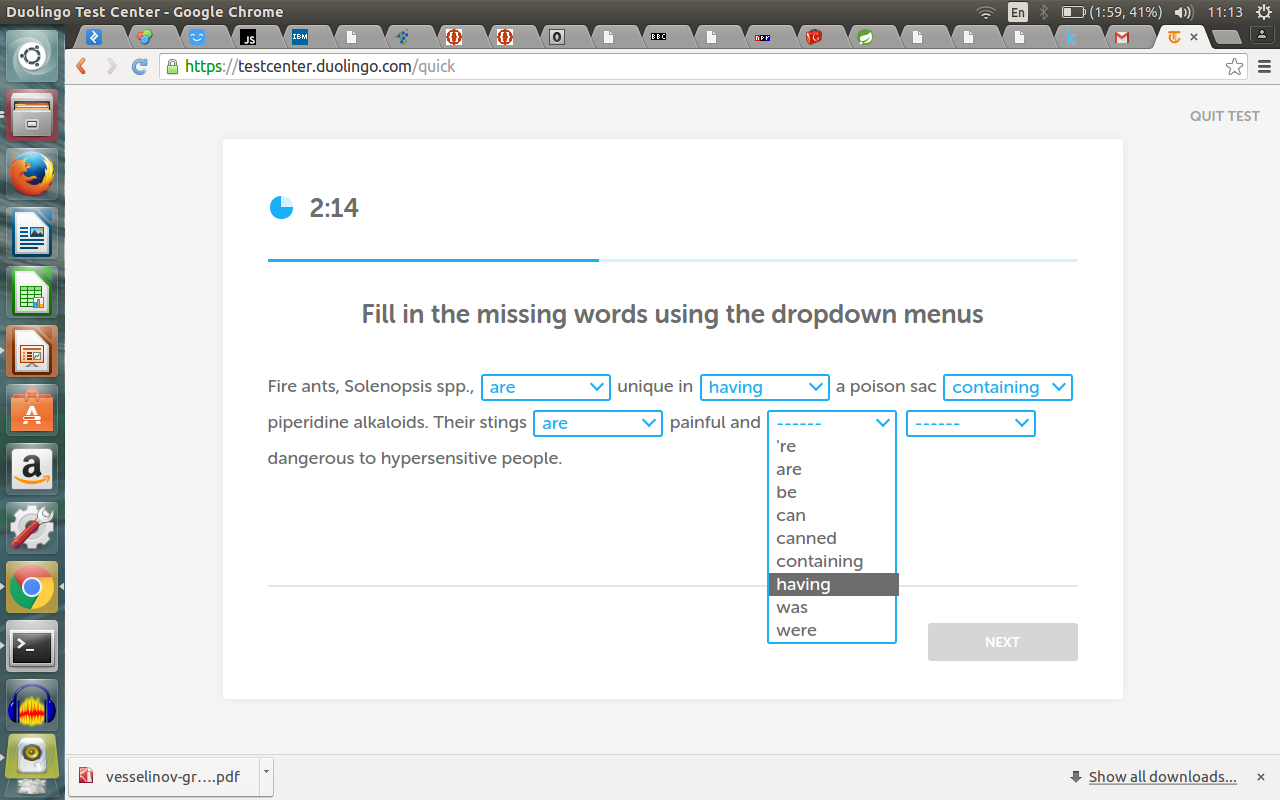 Duolingo Test Center - Google Chrome
En (1:59, 41%) 11:13
JS IBM BBC
https://testcenter.duolingo.com/quick
QUIT TEST
2:14
Fill in the missing words using the dropdown menus
Fire ants, Solenopsis spp., are unique in having a poison sac containing
piperidine alkaloids. Their stings are painful and ------ ------
're
dangerous to hypersensitive people.
are
be
can
canned
containing
having
was
were
NEXT
vesselinov-gr....pdf
Show all downloads...